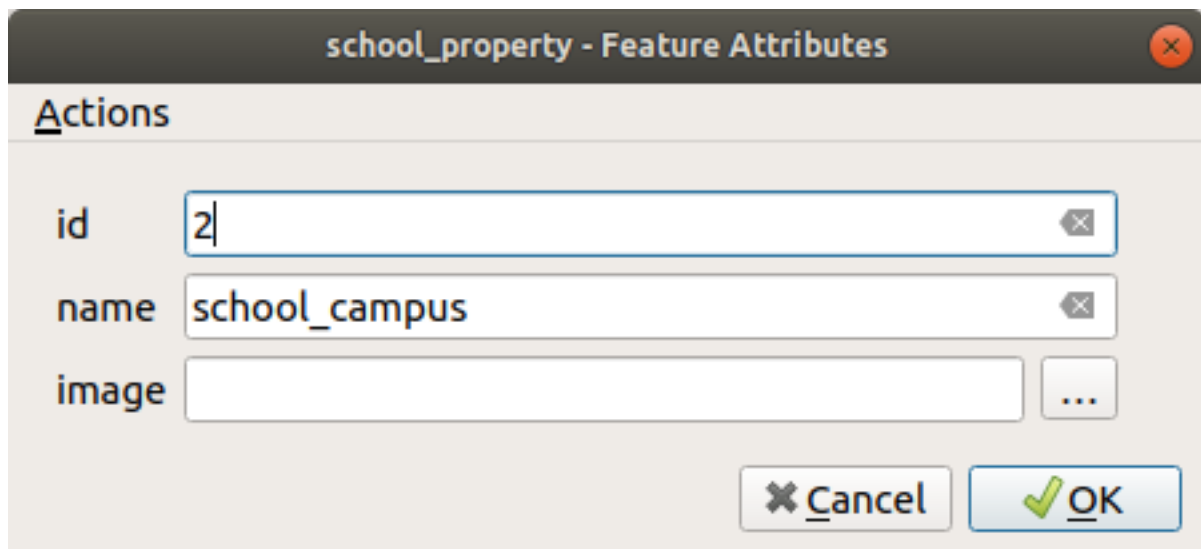 school_property - Feature Attributes
Actions
id 2
name school_campus
image ...
Cancel OK